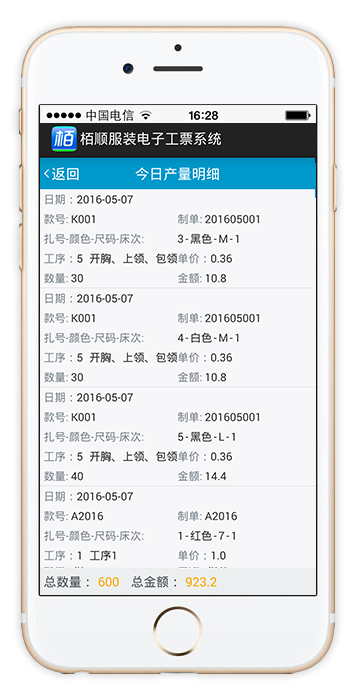 中国电信 16:28
栢 栢顺服装电子工票系统
返回 今日产量明细
日期：2016-05-07
款号: K001 制单: 201605001
扎号-颜色-尺码-床次: 3-黑色-M-1
工序：5 开胸、上领、包领 单价：0.36
数量: 30 金额: 10.8
日期：2016-05-07
款号: K001 制单: 201605001
扎号-颜色-尺码-床次: 4-白色-M-1
工序：5 开胸、上领、包领 单价：0.36
数量: 30 金额: 10.8
日期：2016-05-07
款号: K001 制单: 201605001
扎号-颜色-尺码-床次: 5-黑色-L-1
工序：5 开胸、上领、包领 单价：0.36
数量: 40 金额: 14.4
日期：2016-05-07
款号: A2016 制单: A2016
扎号-颜色-尺码-床次: 1-红色-7-1
工序：1 工序1 单价：1.0
总数量： 600 总金额： 923.2